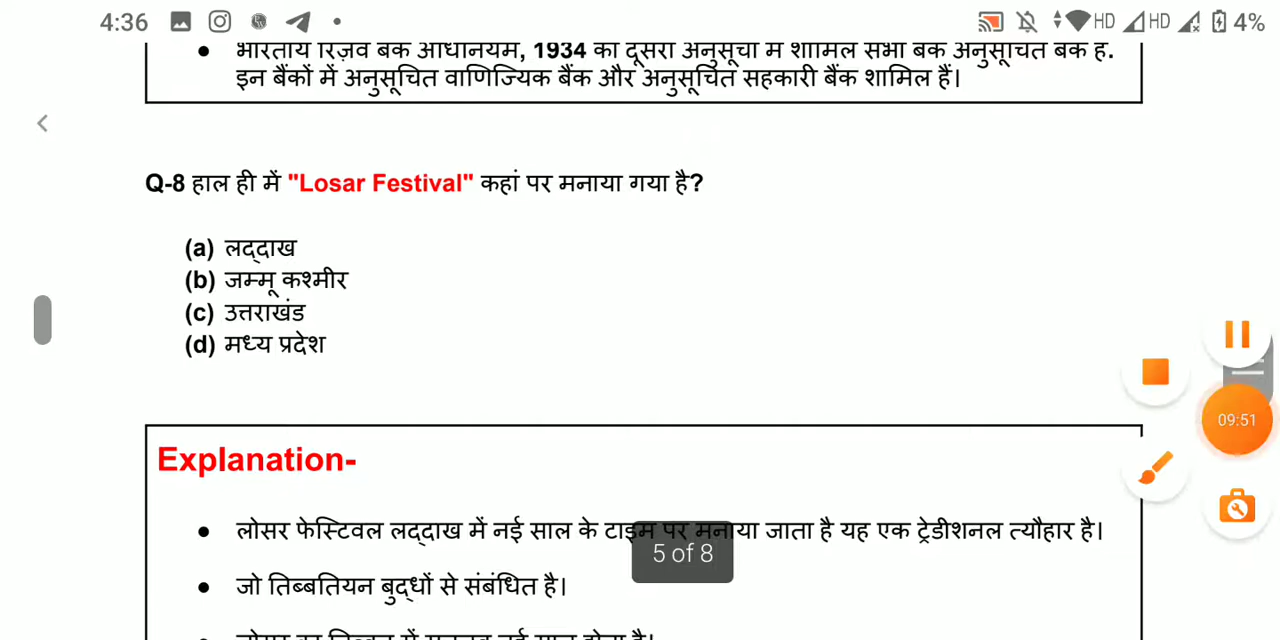 4:36 HD HD 4%
भारतीय रिज़र्व बैंक अधिनियम, 1934 की दूसरी अनुसूची में शामिल सभी बैंक अनुसूचित बैंक हैं.
इन बैंकों में अनुसूचित वाणिज्यिक बैंक और अनुसूचित सहकारी बैंक शामिल हैं।
Q-8 हाल ही में "Losar Festival" कहां पर मनाया गया है?
(a) लद्दाख
(b) जम्मू कश्मीर
(c) उत्तराखंड
(d) मध्य प्रदेश
09:51
Explanation-
लोसर फेस्टिवल लद्दाख में नई साल के टाइम पर मनाया जाता है यह एक ट्रेडीशनल त्यौहार है।
5 of 8
जो तिब्बतियन बुद्धों से संबंधित है।